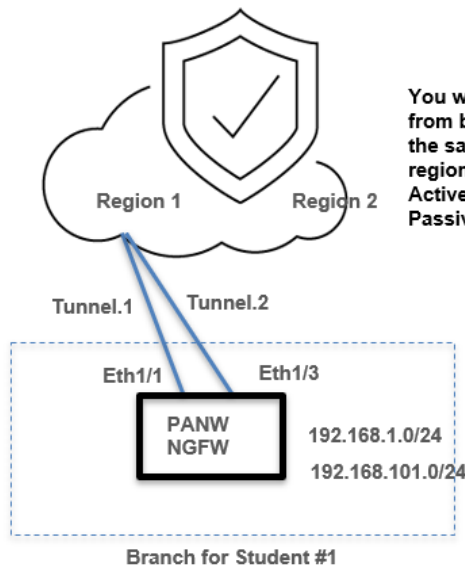 You w
from b
the sa
region
Active
Passiv
Region 1
Region 2
Tunnel.1
Tunnel.2
Eth1/1
Eth1/3
PANW
NGFW
192.168.1.0/24
192.168.101.0/24
Branch for Student #1